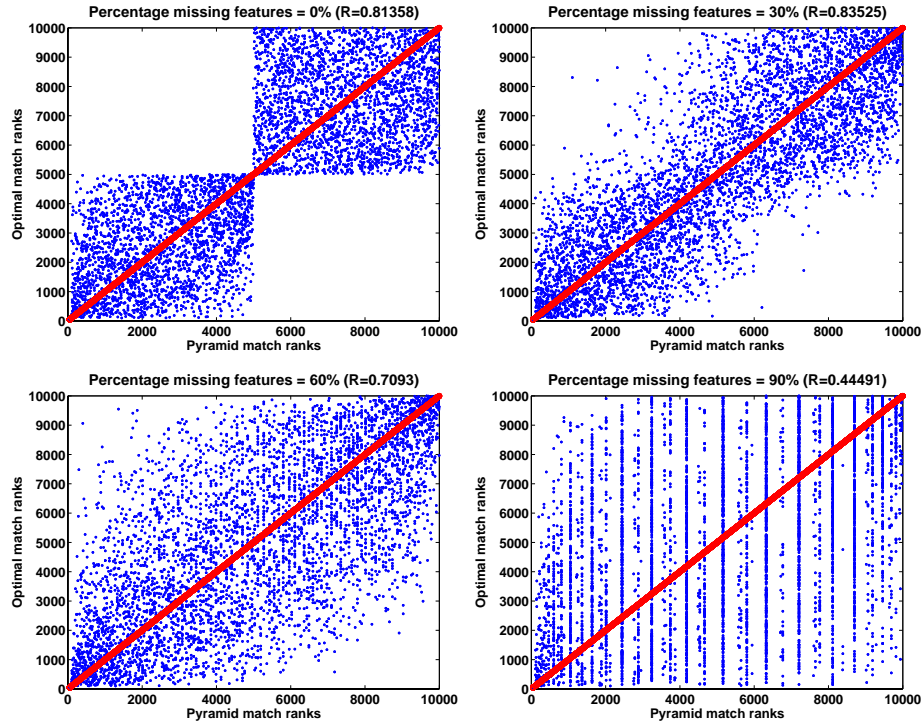 Percentage missing features = 0% (R=0.81358)
10000
9000
8000
7000
6000
5000
4000
3000
2000
1000
0
Optimal match ranks
0 2000 4000 6000 8000 10000
Pyramid match ranks
Percentage missing features = 30% (R=0.83525)
10000
9000
8000
7000
6000
5000
4000
3000
2000
1000
0
Optimal match ranks
0 2000 4000 6000 8000 10000
Pyramid match ranks
Percentage missing features = 60% (R=0.7093)
10000
9000
8000
7000
6000
5000
4000
3000
2000
1000
0
Optimal match ranks
0 2000 4000 6000 8000 10000
Pyramid match ranks
Percentage missing features = 90% (R=0.44491)
10000
9000
8000
7000
6000
5000
4000
3000
2000
1000
0
Optimal match ranks
0 2000 4000 6000 8000 10000
Pyramid match ranks